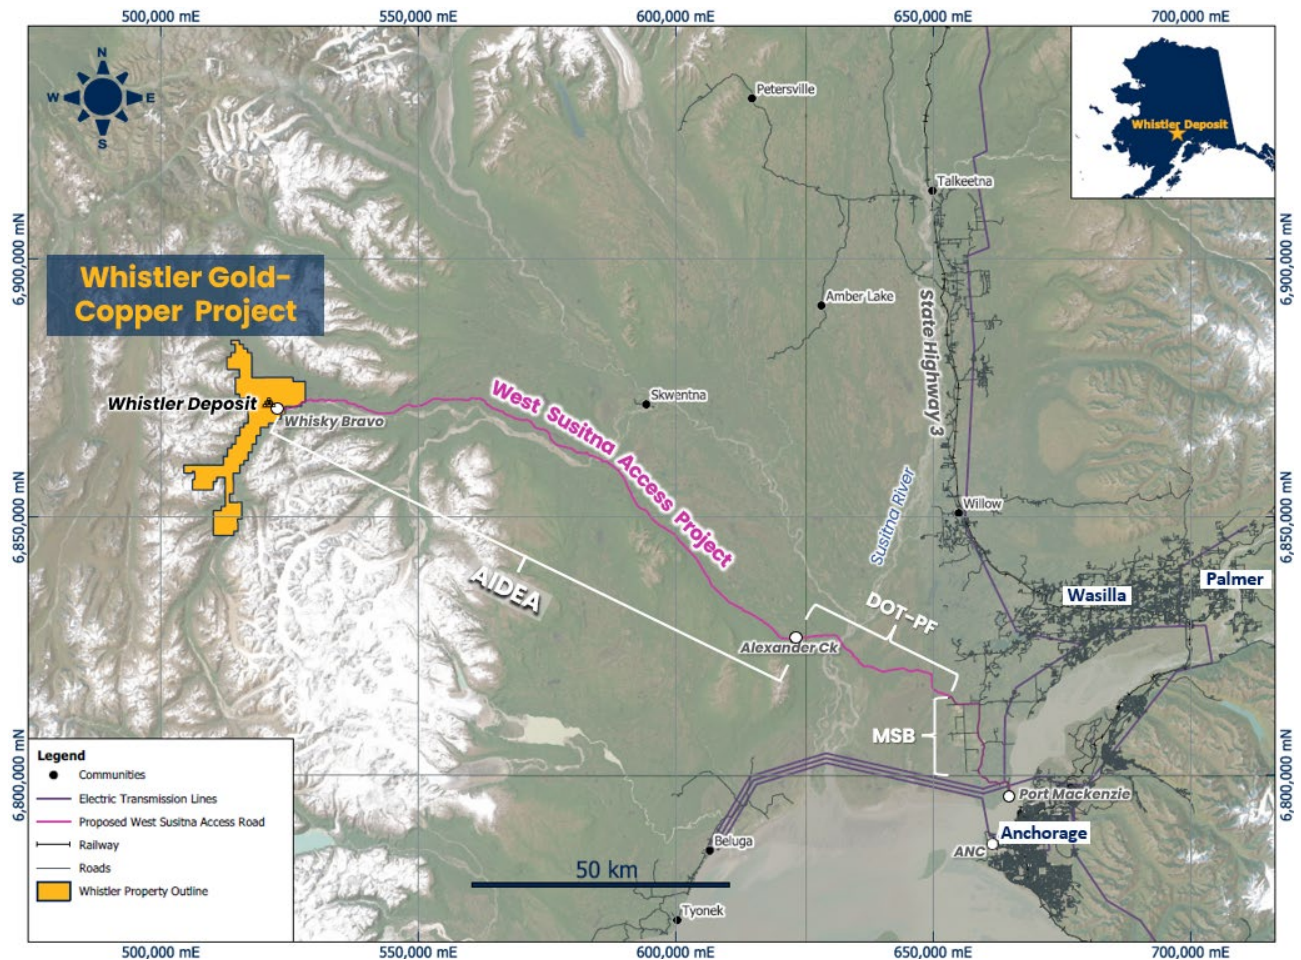 500,000 mE
550,000 mE
600,000 mE
650,000 mE
700,000 mE
N
W
E
S
Whistler Deposit
Petersville
Talkeetna
6,900,000 mN
6,900,000 mN
Whistler Gold-
Copper Project
Amber Lake
State Highway 3
Whistler Deposit
Whisky Bravo
Skwentna
West Susitna Access Project
Susitna River
Willow
6,850,000 mN
6,850,000 mN
AIDEA
Wasilla
Palmer
DOT-PF
Alexander Ck
MSB
6,800,000 mN
6,800,000 mN
Port Mackenzie
Anchorage
ANC
Beluga
50 km
Tyonek
Legend
Communities
Electric Transmission Lines
Proposed West Susitna Access Road
Railway
Roads
Whistler Property Outline
500,000 mE
550,000 mE
600,000 mE
650,000 mE
700,000 mE